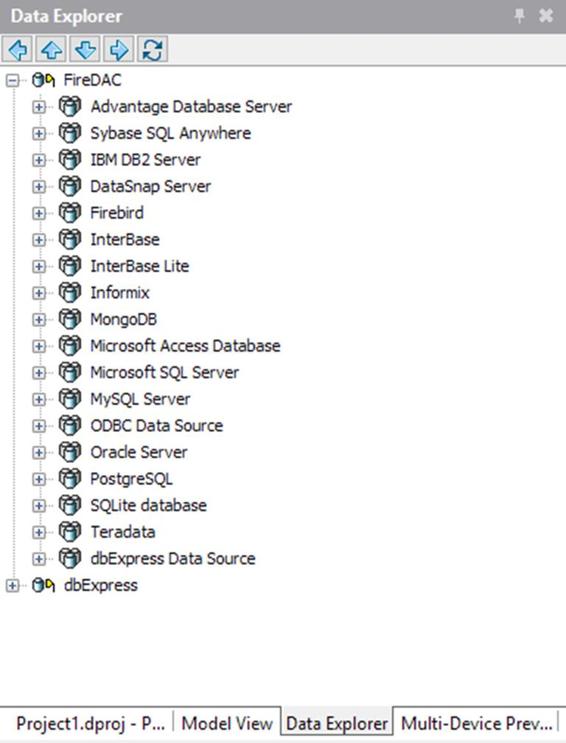 Data Explorer
FireDAC
Advantage Database Server
Sybase SQL Anywhere
IBM DB2 Server
DataSnap Server
Firebird
InterBase
InterBase Lite
Informix
MongoDB
Microsoft Access Database
Microsoft SQL Server
MySQL Server
ODBC Data Source
Oracle Server
PostgreSQL
SQLite database
Teradata
dbExpress Data Source
dbExpress
Project1.dproj - P... Model View Data Explorer Multi-Device Prev...